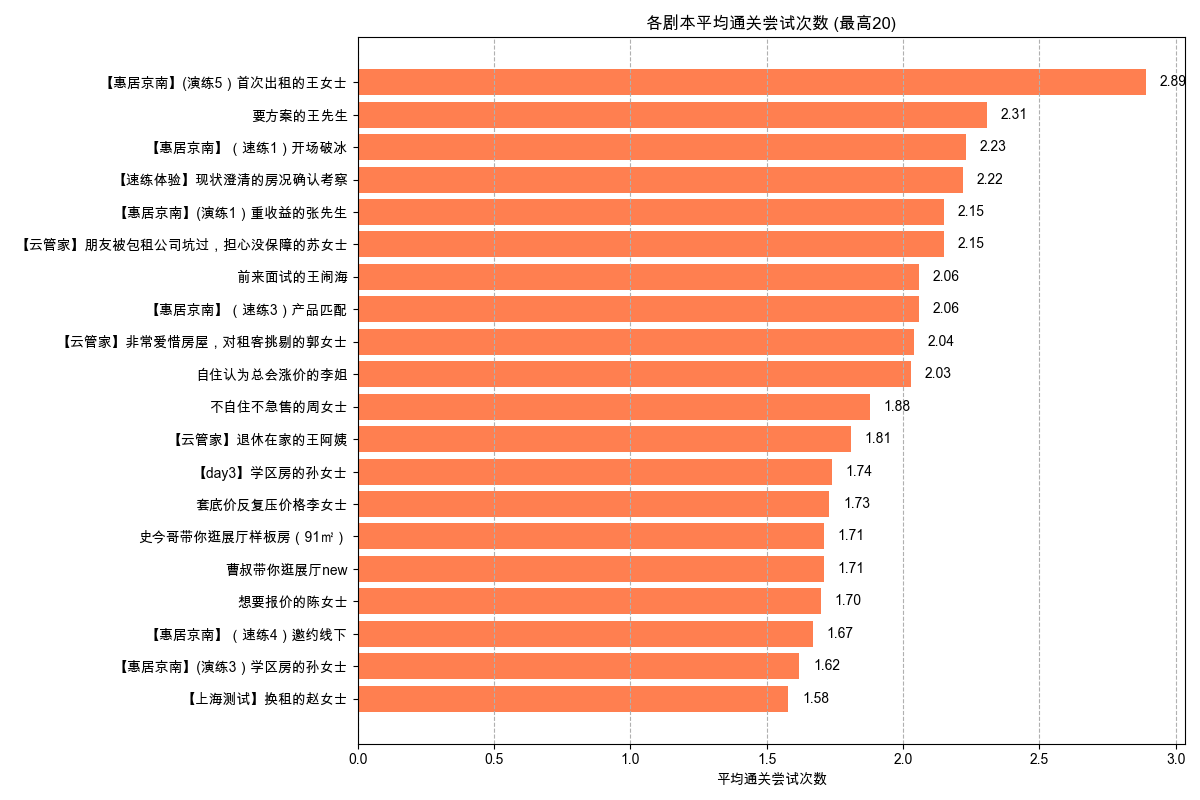 各剧本平均通关尝试次数 (最高20)
【惠居京南】(演练5）首次出租的王女士 2.89
要方案的王先生 2.31
【惠居京南】（速练1）开场破冰 2.23
【速练体验】现状澄清的房况确认考察 2.22
【惠居京南】(演练1）重收益的张先生 2.15
【云管家】朋友被包租公司坑过，担心没保障的苏女士 2.15
前来面试的王闹海 2.06
【惠居京南】（速练3）产品匹配 2.06
【云管家】非常爱惜房屋，对租客挑剔的郭女士 2.04
自住认为总会涨价的李姐 2.03
不自住不急售的周女士 1.88
【云管家】退休在家的王阿姨 1.81
【day3】学区房的孙女士 1.74
套底价反复压价格李女士 1.73
史今哥带你逛展厅样板房（91㎡） 1.71
曹叔带你逛展厅new 1.71
想要报价的陈女士 1.70
【惠居京南】（速练4）邀约线下 1.67
【惠居京南】(演练3）学区房的孙女士 1.62
【上海测试】换租的赵女士 1.58
0.0 0.5 1.0 1.5 2.0 2.5 3.0
平均通关尝试次数